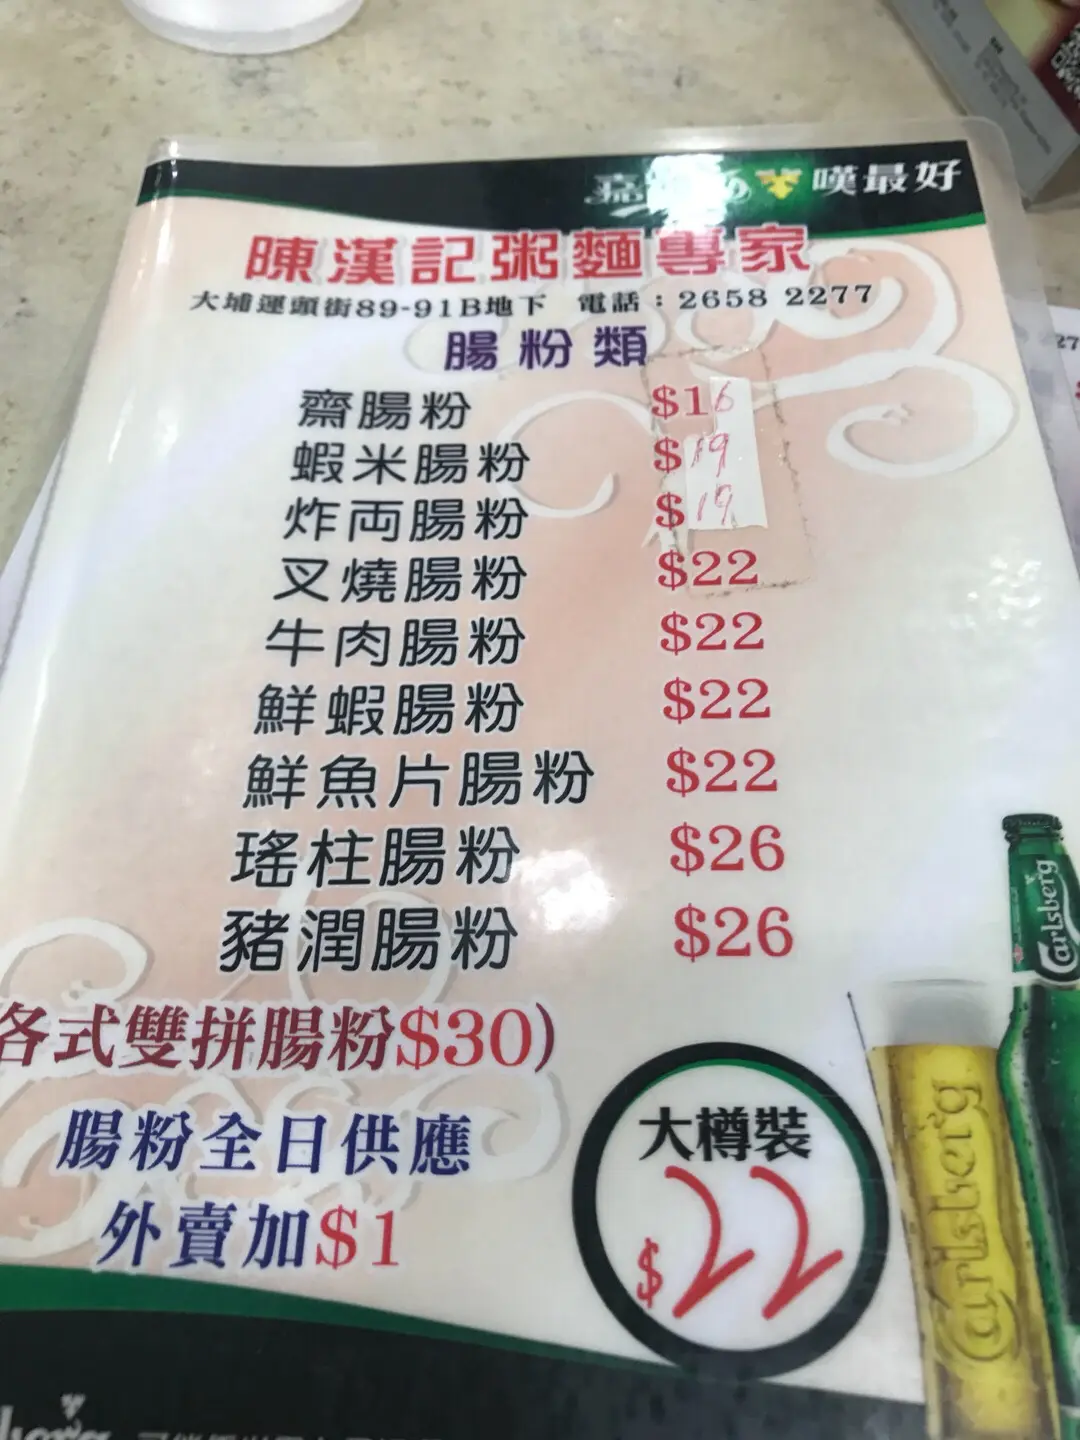 嘆最好
陳漢記粥麵專家
大埔運頭街89-91B地下 電話：2658 2277
腸粉類
齋腸粉 $16
蝦米腸粉 $19
炸両腸粉 $19
叉燒腸粉 $22
牛肉腸粉 $22
鮮蝦腸粉 $22
鮮魚片腸粉 $22
瑤柱腸粉 $26
豬潤腸粉 $26
各式雙拼腸粉$30)
腸粉全日供應
外賣加$1
大樽裝
$22
Carlsberg
Carlsberg